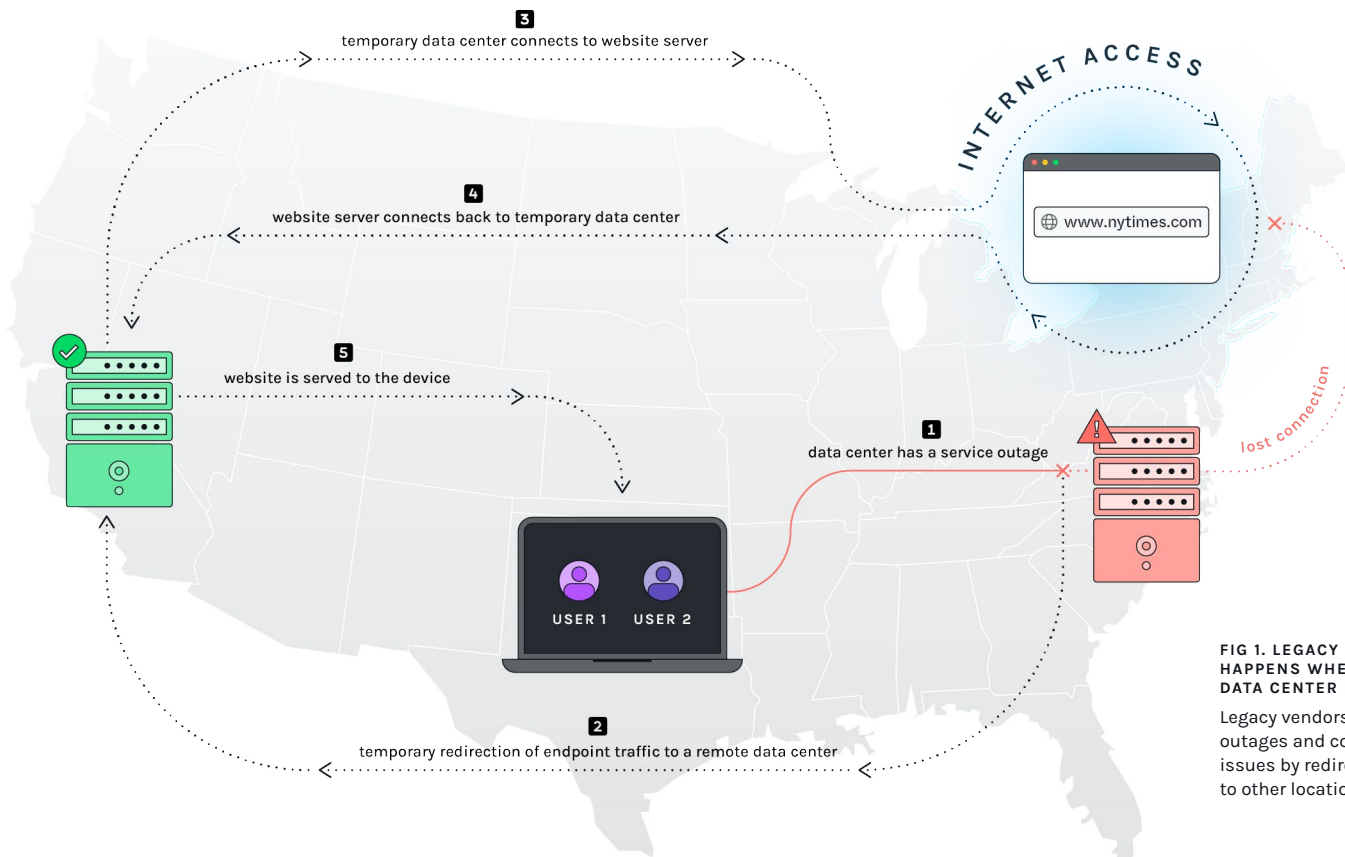 3
temporary data center connects to website server
INTERNET ACCESS
www.nytimes.com
4
website server connects back to temporary data center
5
website is served to the device
1
data center has a service outage
lost connection
!
USER 1
USER 2
2
temporary redirection of endpoint traffic to a remote data center
FIG 1. LEGACY
HAPPENS WHE
DATA CENTER
Legacy vendors
outages and co
issues by redire
to other locatio